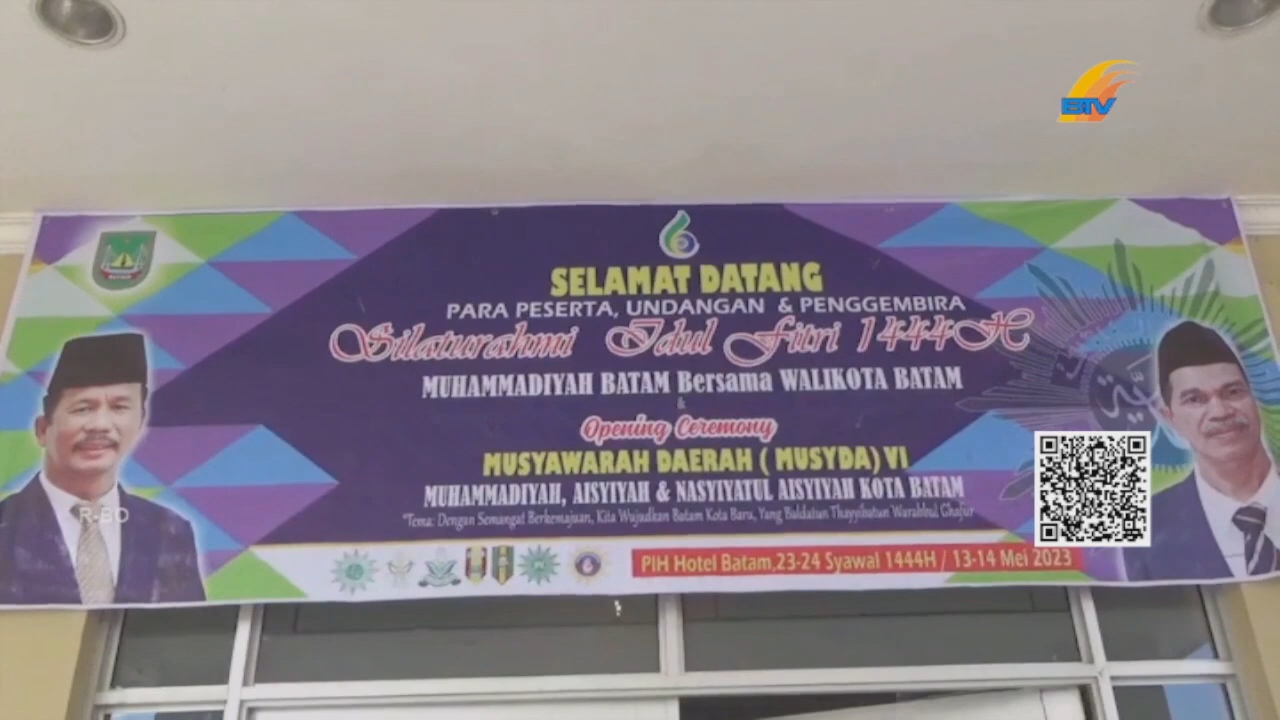 BTV
SELAMAT DATANG
PARA PESERTA, UNDANGAN & PENGGEMBIRA
Silaturahmi Idul Fitri 1444H
MUHAMMADIYAH BATAM Bersama WALIKOTA BATAM
&
Opening Ceremony
MUSYAWARAH DAERAH ( MUSYDA) VI
MUHAMMADIYAH, AISYIYAH & NASYIYATUL AISYIYAH KOTA BATAM
"Tema: Dengan Semangat Berkemajuan, Kita Wujudkan Batam Kota Baru, Yang Baldatun Thayyibatun Warabbul Ghafur
PIH Hotel Batam,23-24 Syawal 1444H / 13-14 Mei 2023
R-BO